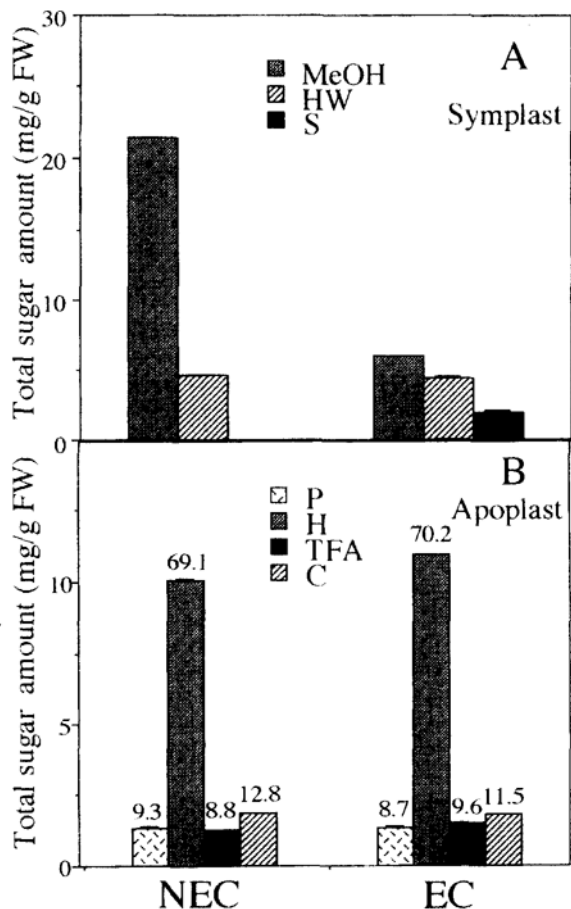 Total sugar amount (mg/g FW)
30
20
10
0
A
MeOH
HW
S
Symplast
Total sugar amount (mg/g FW)
10
5
0
B
P
H
TFA
C
Apoplast
9.3
69.1
8.8
12.8
8.7
70.2
9.6
11.5
NEC
EC